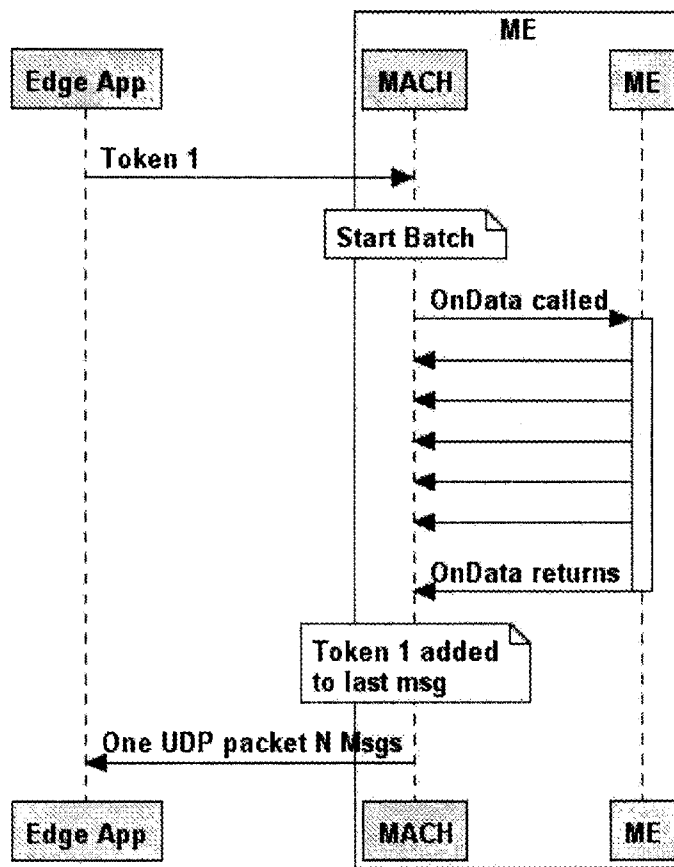 ME
Edge App
MACH
ME
Token 1
Start Batch
OnData called
OnData returns
Token 1 added
to last msg
One UDP packet N Msgs
Edge App
MACH
ME